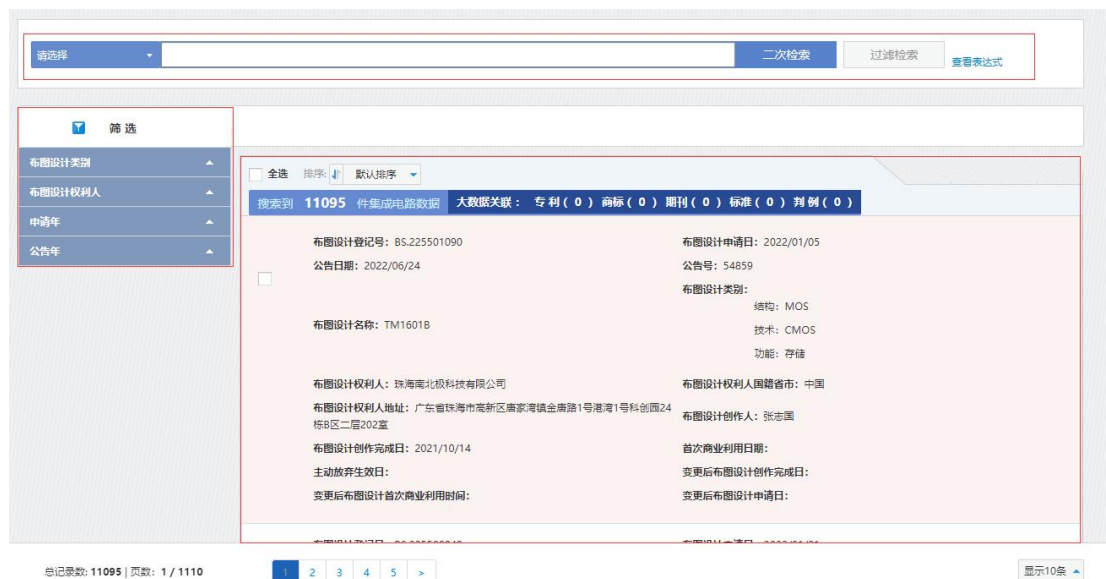 请选择
二次检索
过滤检索
查看表达式
筛选
布图设计类别
布图设计权利人
申请年
公告年
全选 排序: 默认排序
搜索到 11095 件集成电路数据 大数据关联: 专利(0) 商标(0) 期刊(0) 标准(0) 判例(0)
布图设计登记号: BS.225501090 布图设计申请日: 2022/01/05
公告日期: 2022/06/24 公告号: 54859
布图设计类别:
结构: MOS
布图设计名称: TM1601B
技术: CMOS
功能: 存储
布图设计权利人: 珠海南北极科技有限公司 布图设计权利人国籍省市: 中国
布图设计权利人地址: 广东省珠海市高新区唐家湾镇金唐路1号港湾1号科创园24
栋B区二层202室
布图设计创作人: 张志国
布图设计创作完成日: 2021/10/14 首次商业利用日期:
主动放弃生效日: 变更后布图设计创作完成日:
变更后布图设计首次商业利用时间: 变更后布图设计申请日:
总记录数: 11095 | 页数: 1 / 1110 1 2 3 4 5 > 显示10条